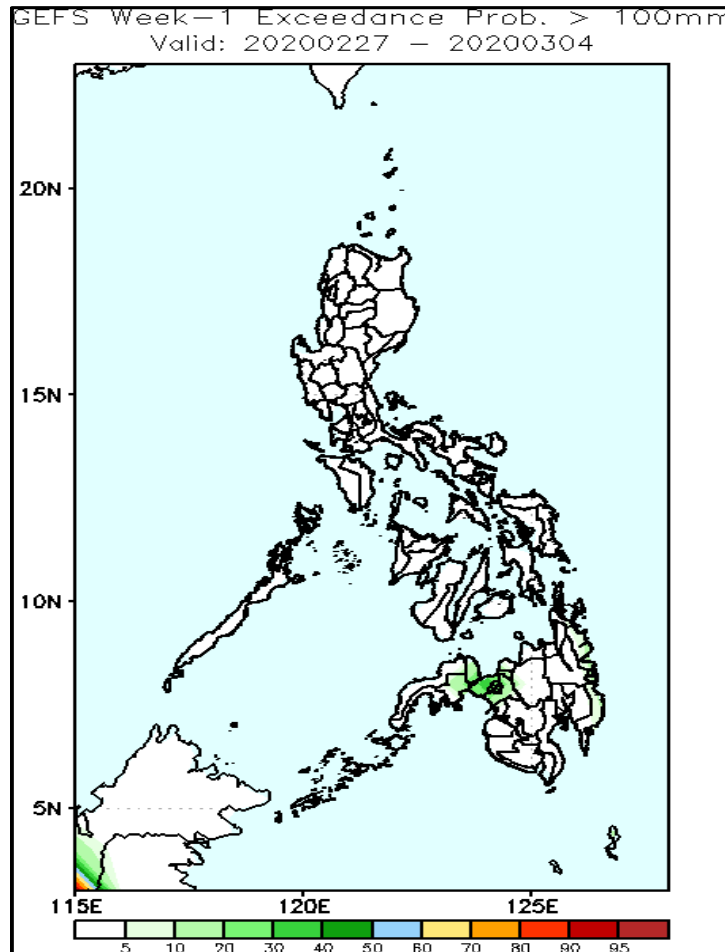 GEFS Week-1 Exceedance Prob. > 100mm
Valid: 20200227 - 20200304
20N
15N
10N
5N
115E 120E 125E
5 10 20 30 40 50 60 70 80 90 95